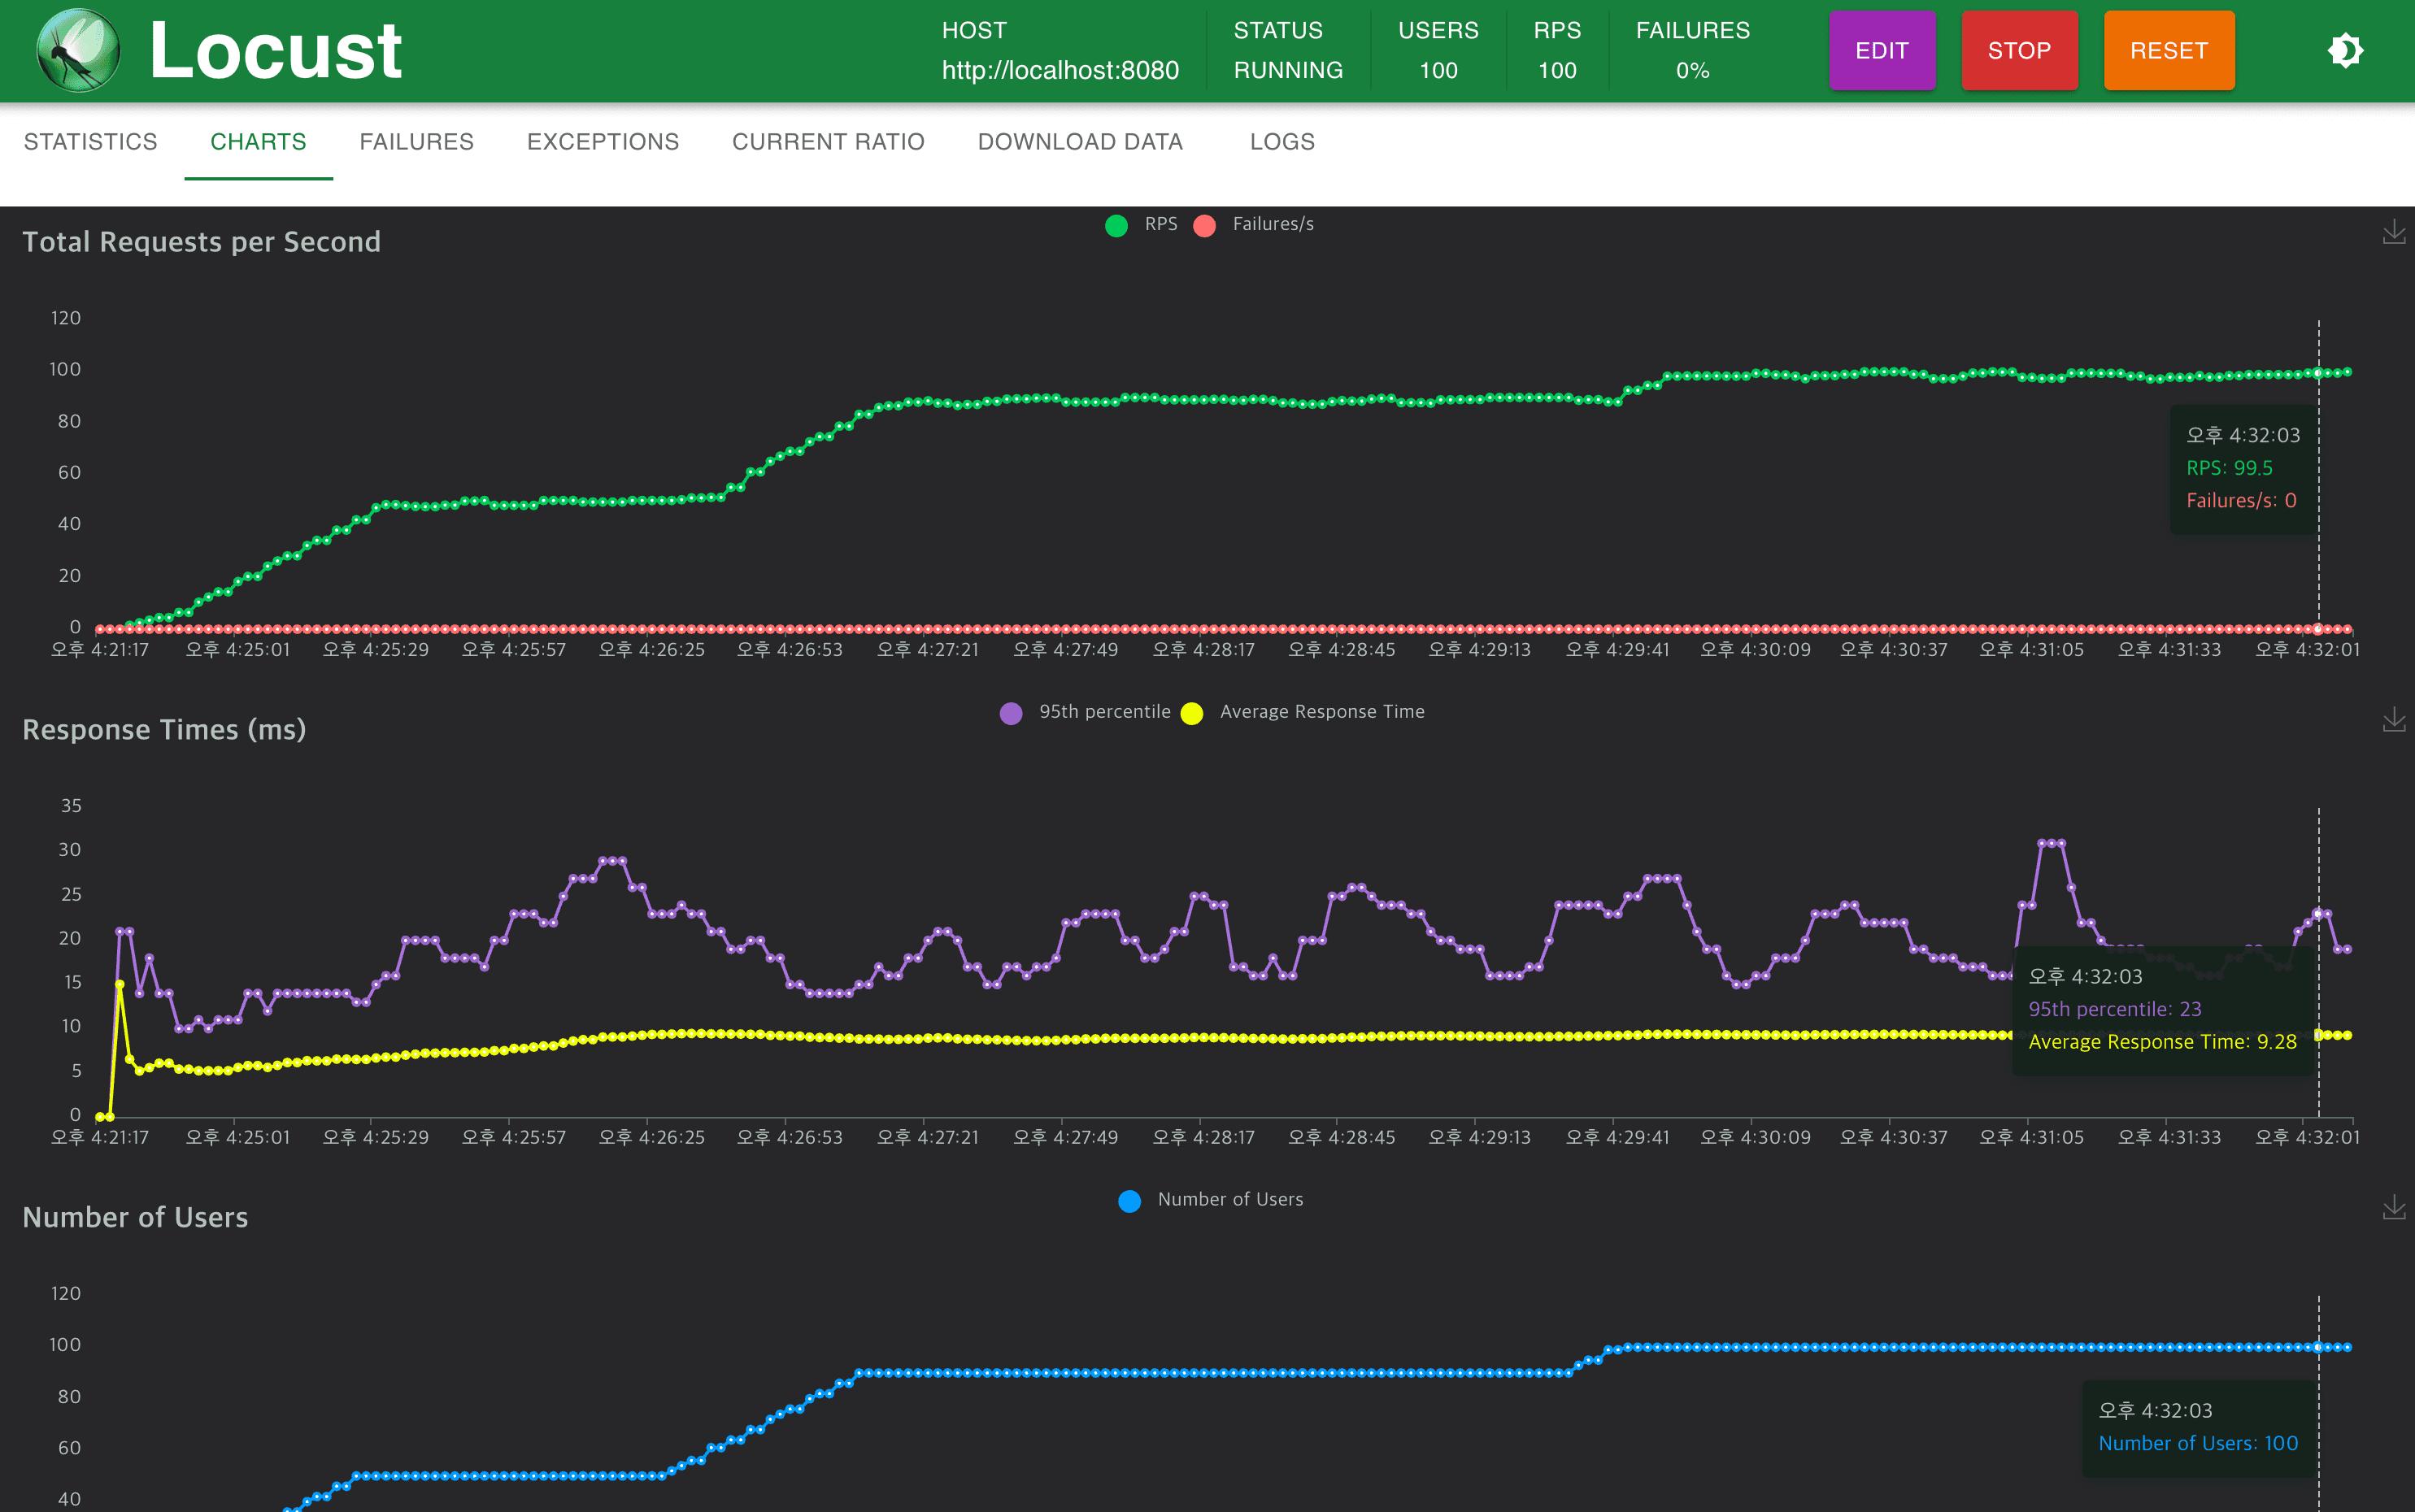 Locust
HOST
http://localhost:8080
STATUS
RUNNING
USERS
100
RPS
100
FAILURES
0%
EDIT
STOP
RESET
STATISTICS CHARTS FAILURES EXCEPTIONS CURRENT RATIO DOWNLOAD DATA LOGS
Total Requests per Second
RPS Failures/s
120
100
80
60
40
20
0
오후 4:32:03
RPS: 99.5
Failures/s: 0
오후 4:21:17 오후 4:25:01 오후 4:25:29 오후 4:25:57 오후 4:26:25 오후 4:26:53 오후 4:27:21 오후 4:27:49 오후 4:28:17 오후 4:28:45 오후 4:29:13 오후 4:29:41 오후 4:30:09 오후 4:30:37 오후 4:31:05 오후 4:31:33 오후 4:32:01
Response Times (ms)
95th percentile Average Response Time
35
30
25
20
15
10
5
0
오후 4:32:03
95th percentile: 23
Average Response Time: 9.28
오후 4:21:17 오후 4:25:01 오후 4:25:29 오후 4:25:57 오후 4:26:25 오후 4:26:53 오후 4:27:21 오후 4:27:49 오후 4:28:17 오후 4:28:45 오후 4:29:13 오후 4:29:41 오후 4:30:09 오후 4:30:37 오후 4:31:05 오후 4:31:33 오후 4:32:01
Number of Users
Number of Users
120
100
80
60
40
오후 4:32:03
Number of Users: 100